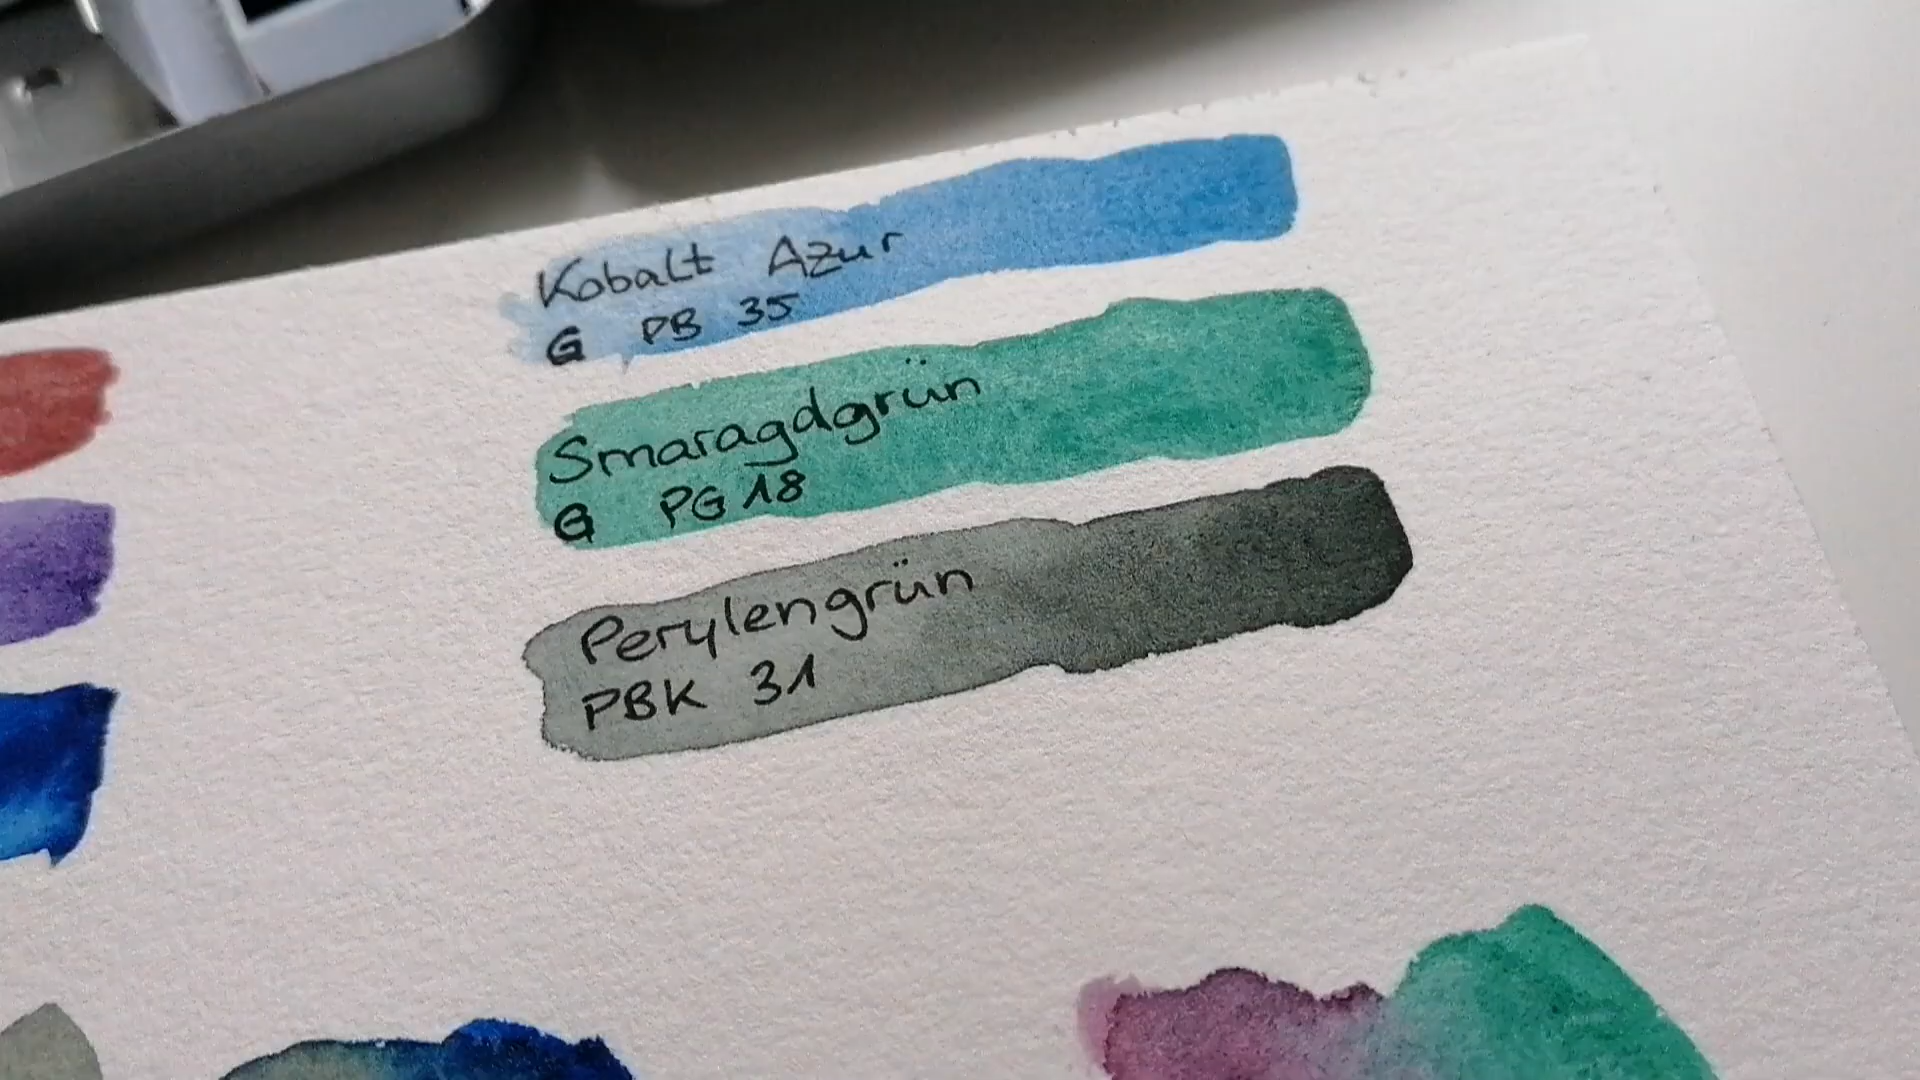 Kobalt Azur
G PB 35
Smaragdgrün
G PG 18
Perylengrün
PBK 31